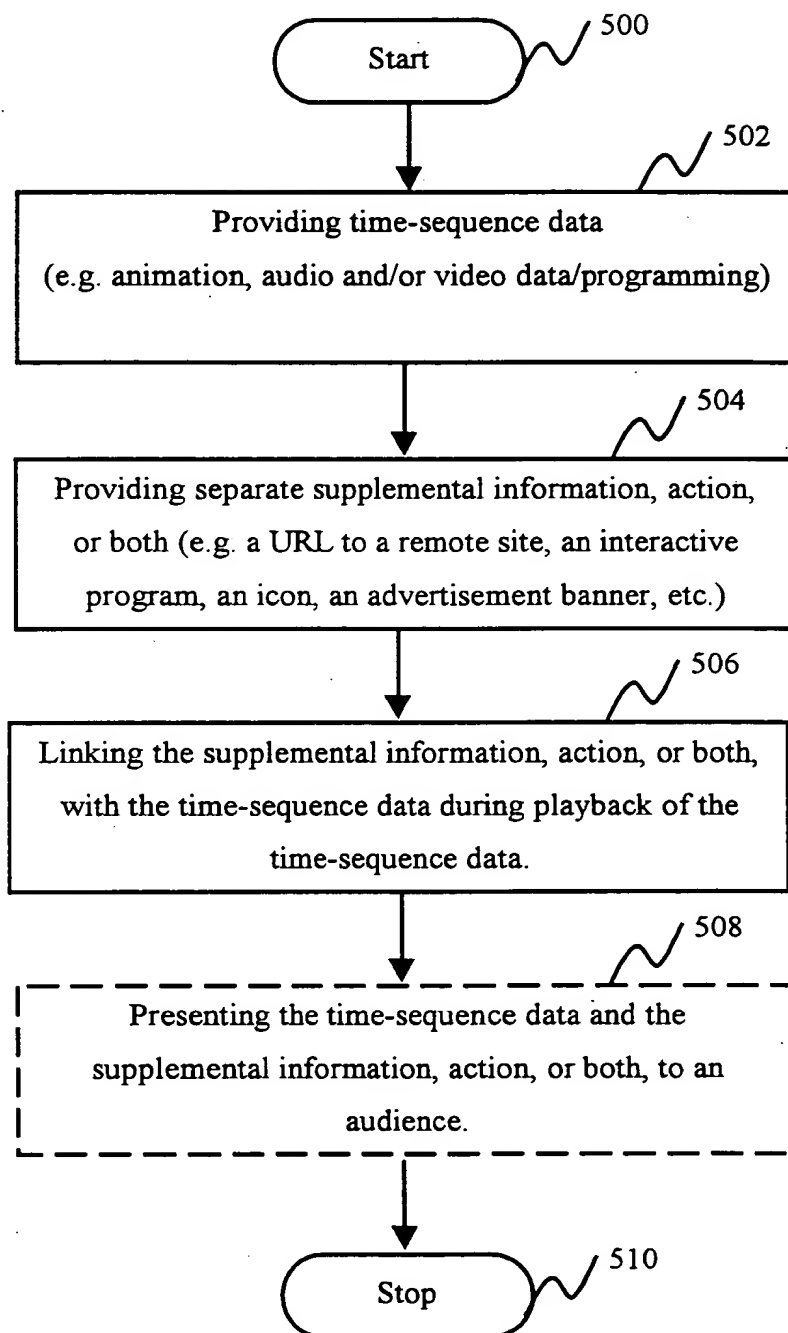 500
Start
502
Providing time-sequence data
(e.g. animation, audio and/or video data/programming)
504
Providing separate supplemental information, action,
or both (e.g. a URL to a remote site, an interactive
program, an icon, an advertisement banner, etc.)
506
Linking the supplemental information, action, or both,
with the time-sequence data during playback of the
time-sequence data.
508
Presenting the time-sequence data and the
supplemental information, action, or both, to an
audience.
510
Stop